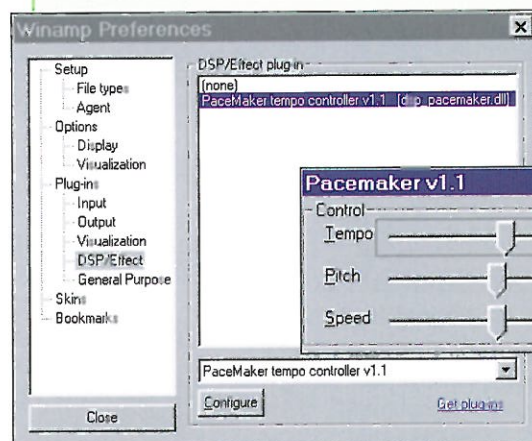 Winamp Preferences
Setup
File types
Agent
Options
Display
Visualization
Plug-ins
Input
Output
Visualization
DSP/Effect
General Purpose
Skins
Bookmarks
Close
DSP/Effect plug-in
(none)
PaceMaker tempo controller v1.1 [dsp_pacemaker.dll]
Pacemaker v1.1
Control
Tempo
Pitch
Speed
PaceMaker tempo controller v1.1
Configure
Get plug-ins